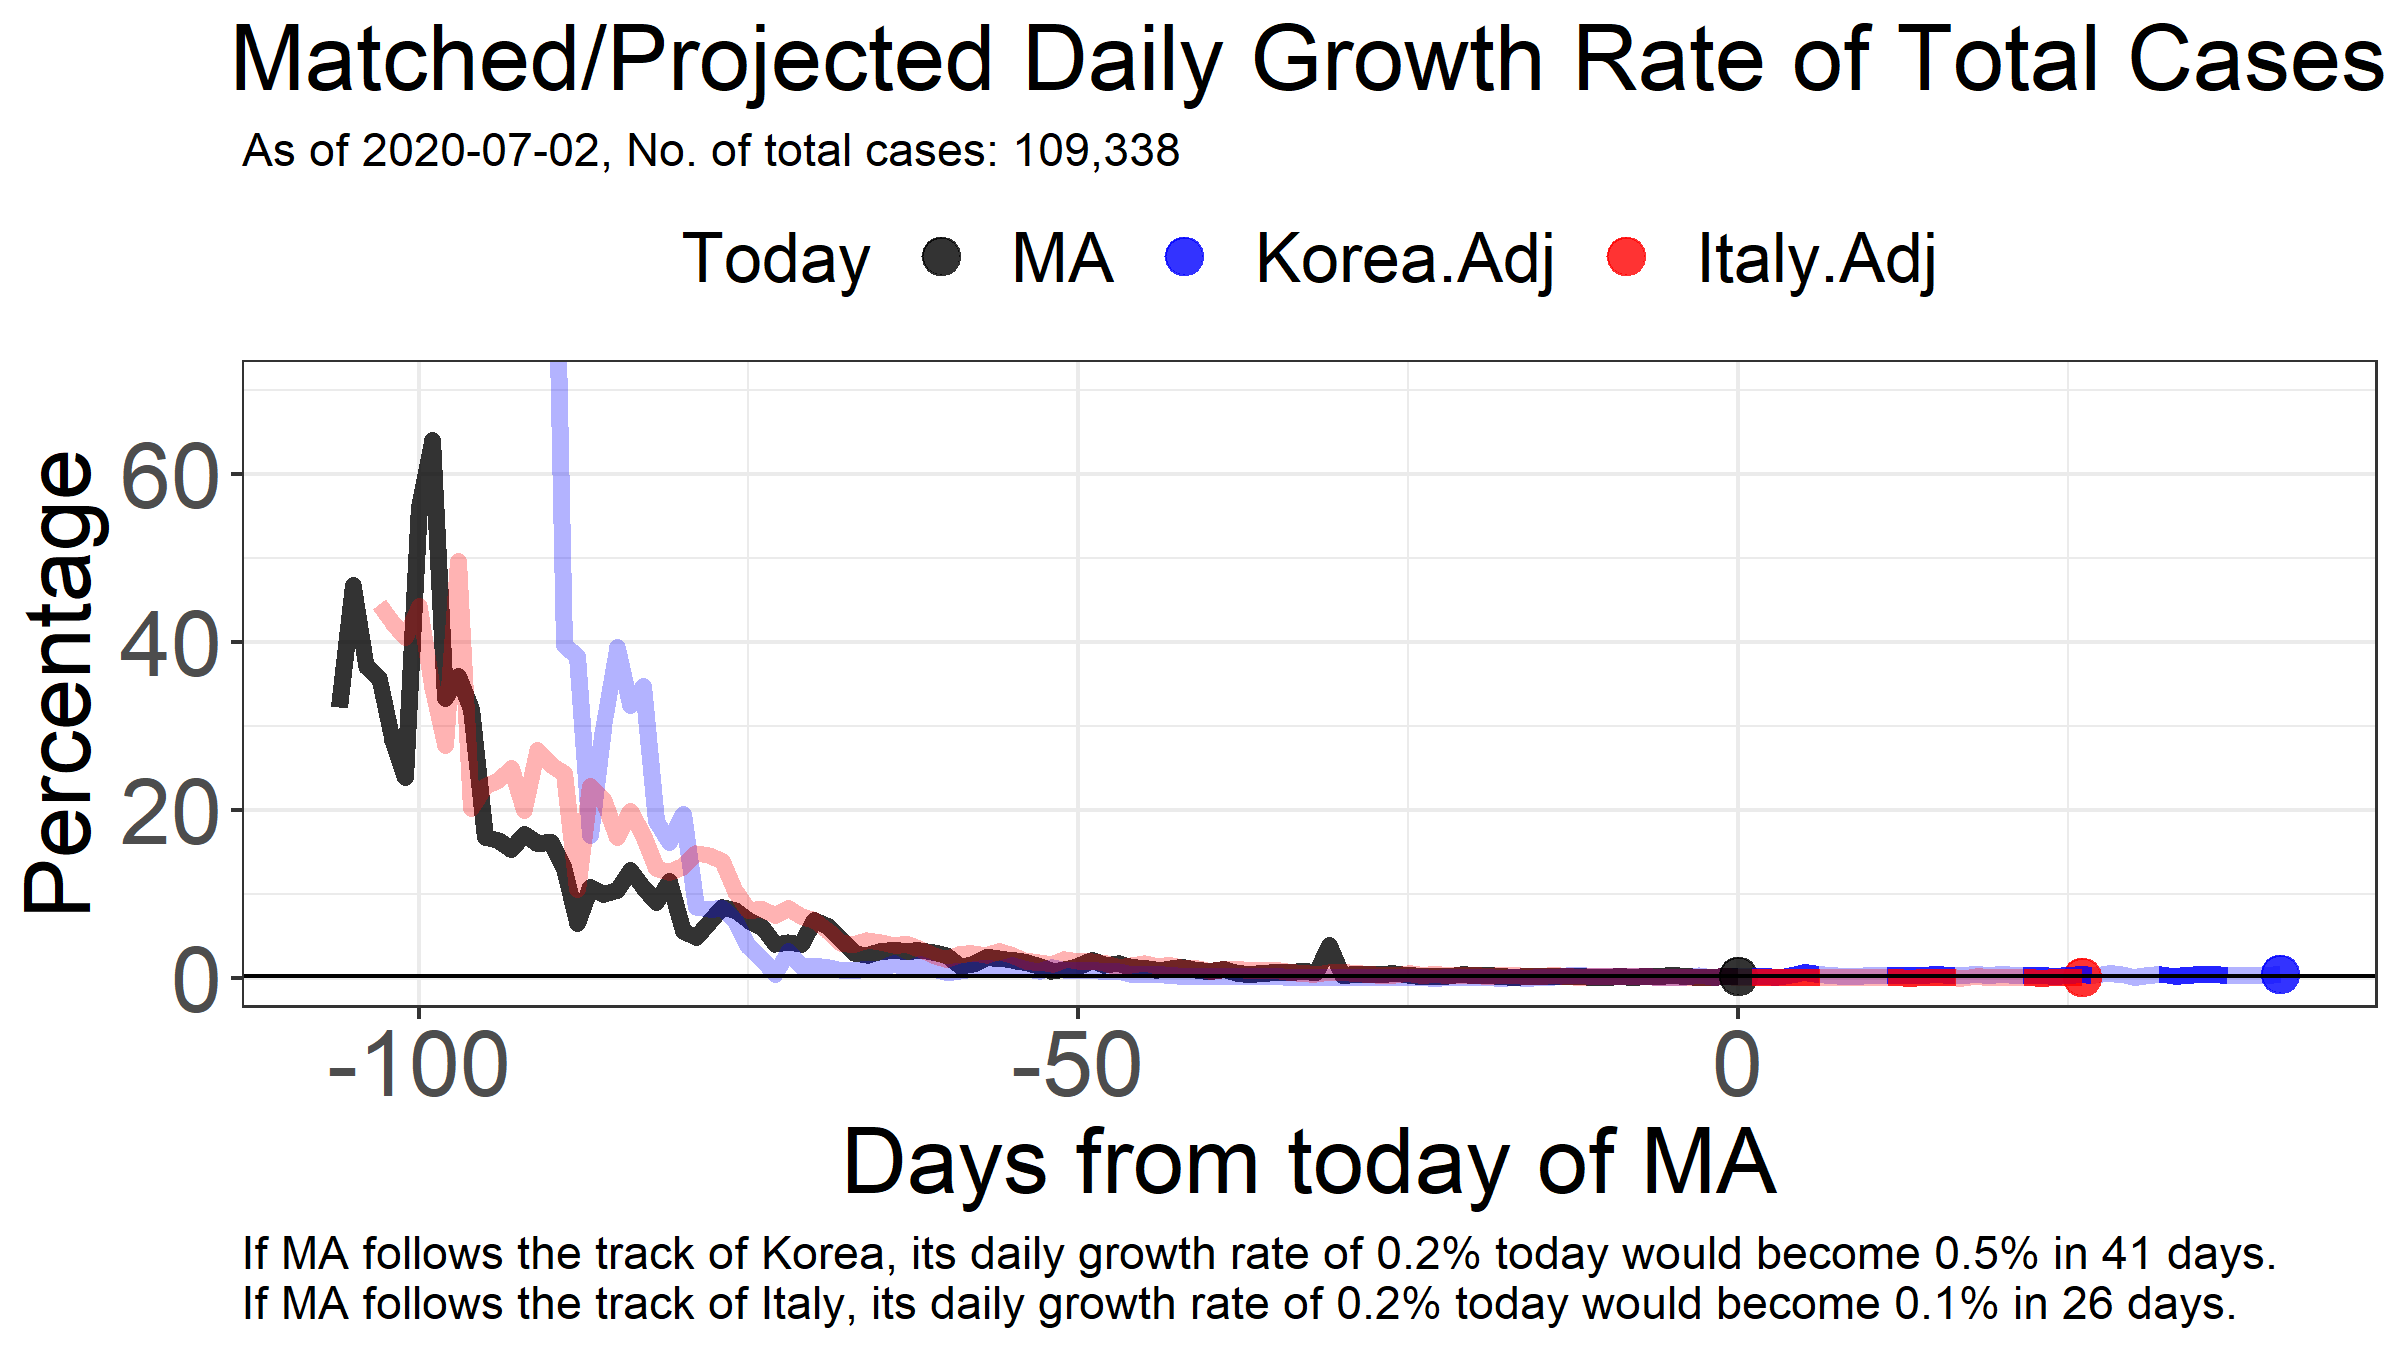 Matched/Projected Daily Growth Rate of Total Cases
As of 2020-07-02, No. of total cases: 109,338
Today MA Korea.Adj Italy.Adj
Percentage
60
40
20
0
-100 -50 0
Days from today of MA
If MA follows the track of Korea, its daily growth rate of 0.2% today would become 0.5% in 41 days.
If MA follows the track of Italy, its daily growth rate of 0.2% today would become 0.1% in 26 days.